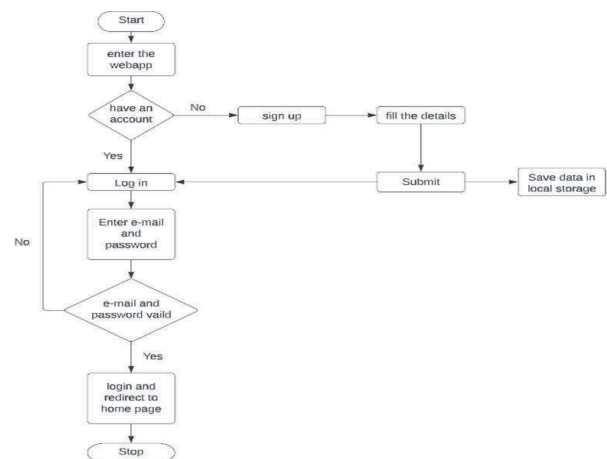 Start
enter the
webapp
have an
account
No
sign up
fill the details
Yes
Log in
Submit
Save data in
local storage
Enter e-mail
and
password
No
e-mail and
password vaild
Yes
login and
redirect to
home page
Stop